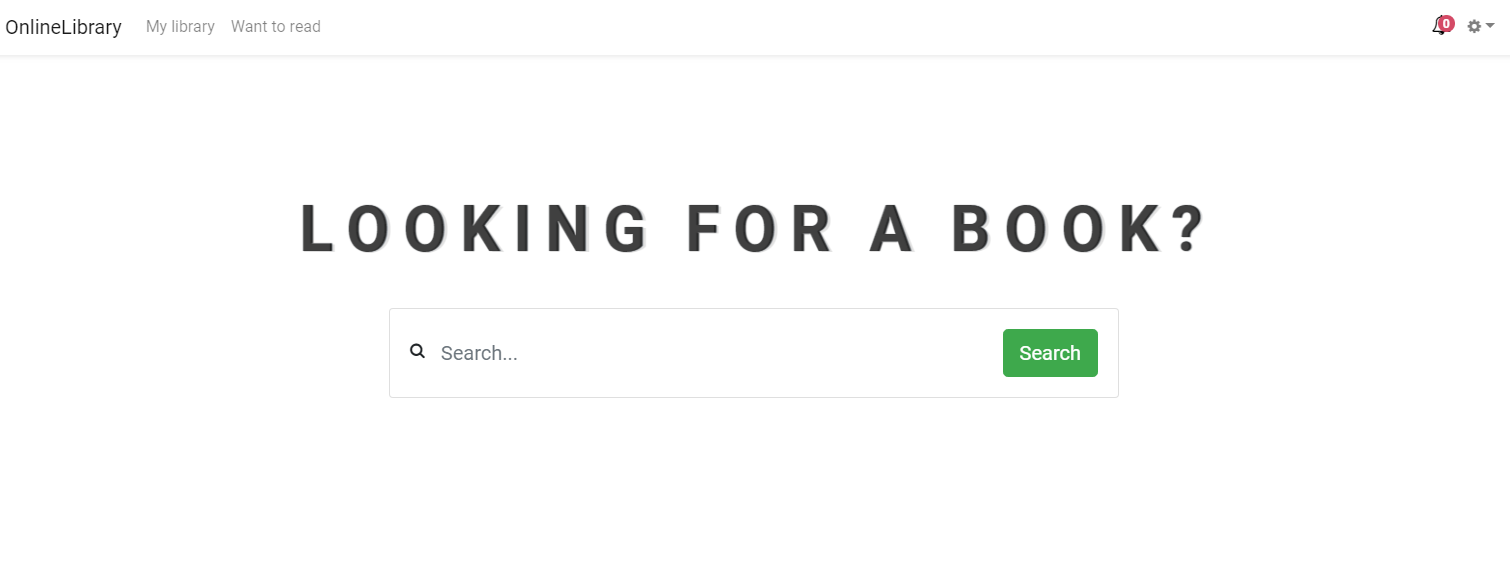 OnlineLibrary My library Want to read 0
LOOKING FOR A BOOK?
Search... Search